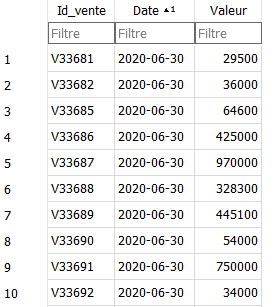 Id_vente Date ▲1 Valeur
Filtre Filtre Filtre
1 V33681 2020-06-30 29500
2 V33682 2020-06-30 36000
3 V33685 2020-06-30 64600
4 V33686 2020-06-30 425000
5 V33687 2020-06-30 970000
6 V33688 2020-06-30 328300
7 V33689 2020-06-30 445100
8 V33690 2020-06-30 54000
9 V33691 2020-06-30 750000
10 V33692 2020-06-30 34000